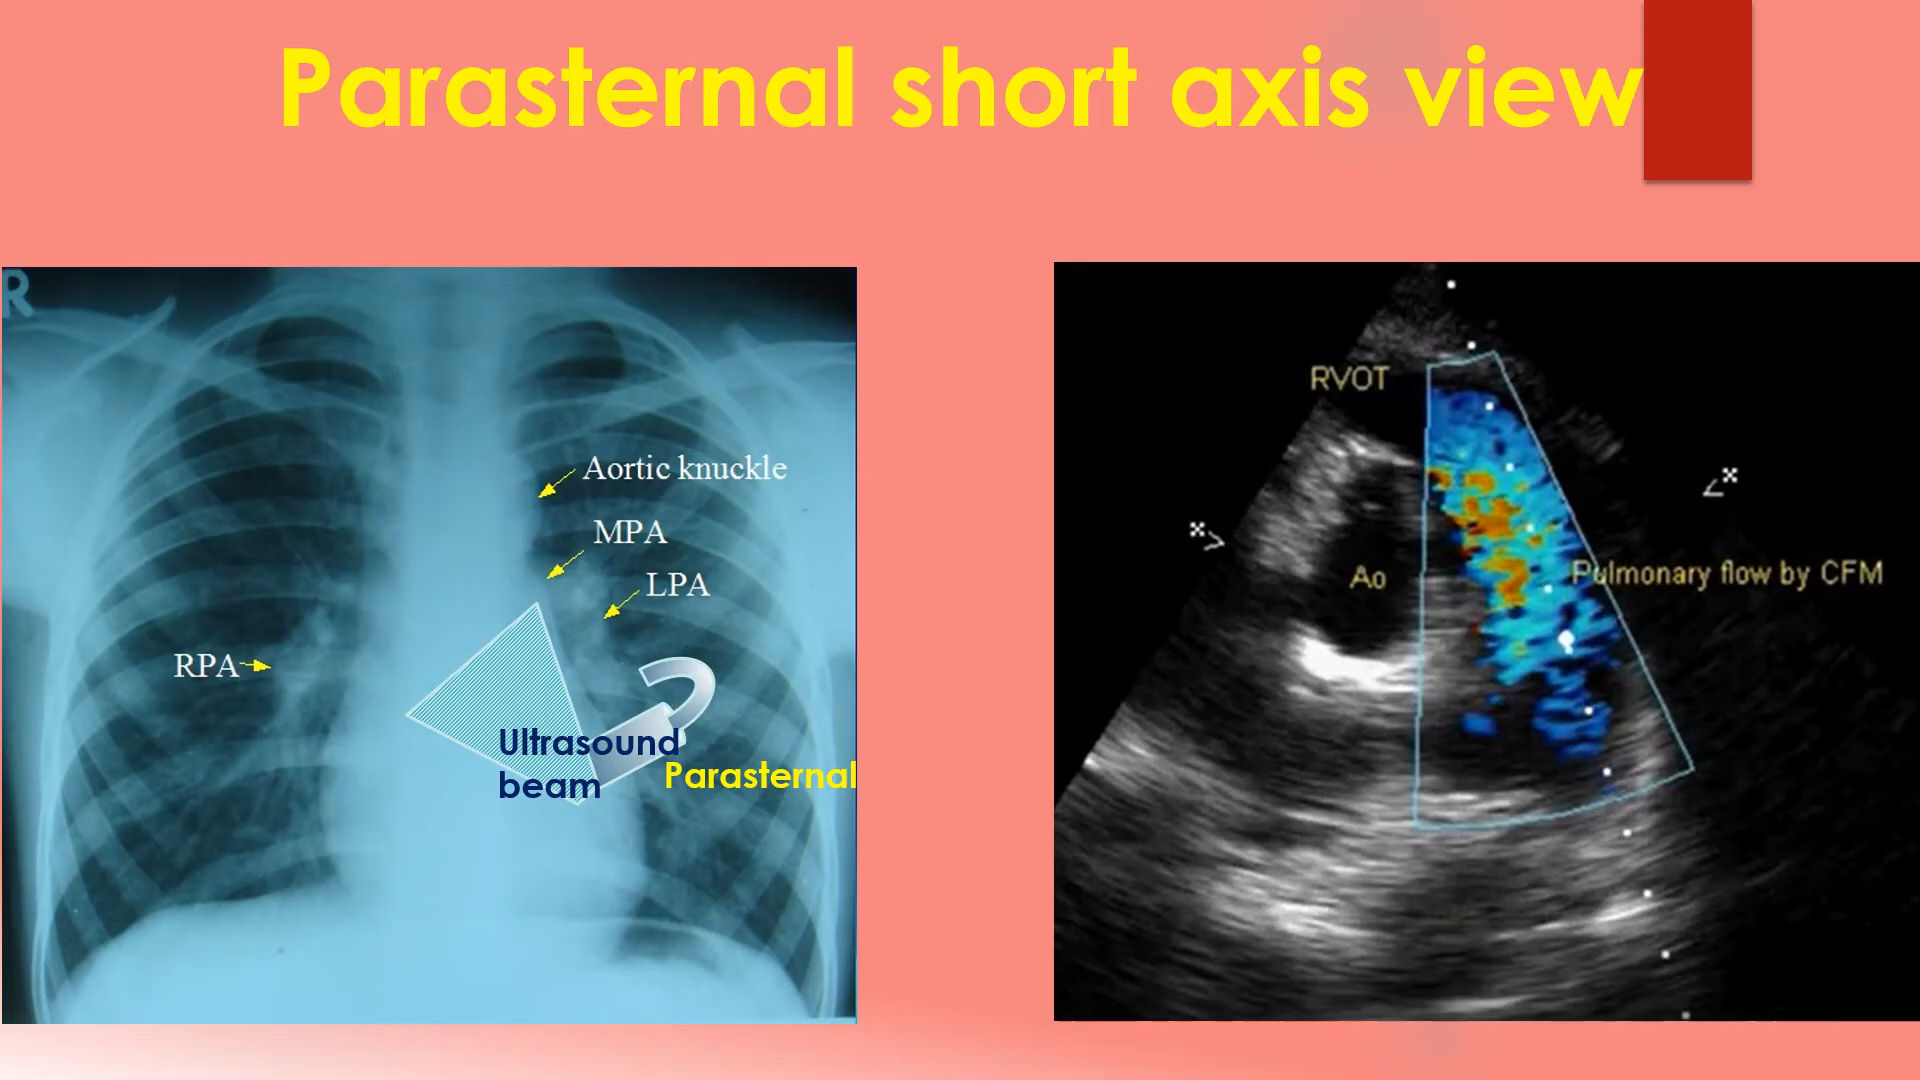 Parasternal short axis view
R
Aortic knuckle
MPA
LPA
RPA
Ultrasound
beam
Parasternal
RVOT
Ao
Pulmonary flow by CFM